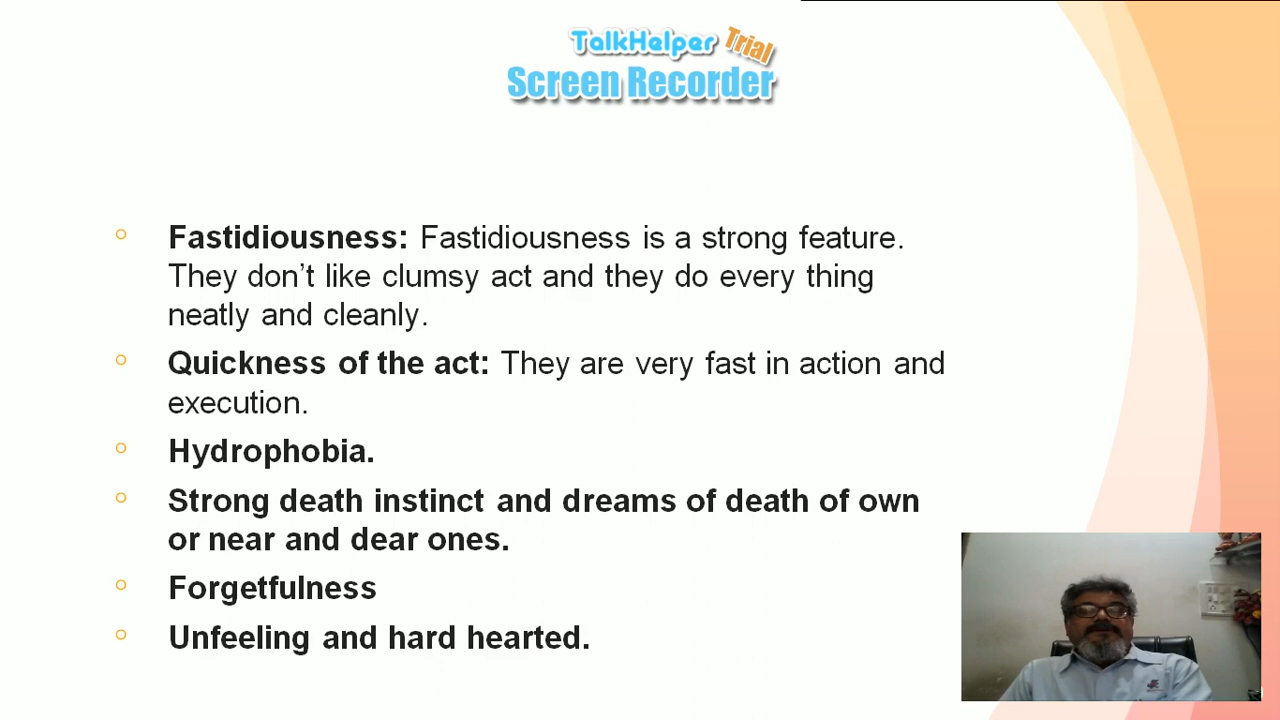 TalkHelper Trial
Screen Recorder
Fastidiousness: Fastidiousness is a strong feature.
They don’t like clumsy act and they do every thing
neatly and cleanly.
Quickness of the act: They are very fast in action and
execution.
Hydrophobia.
Strong death instinct and dreams of death of own
or near and dear ones.
Forgetfulness
Unfeeling and hard hearted.